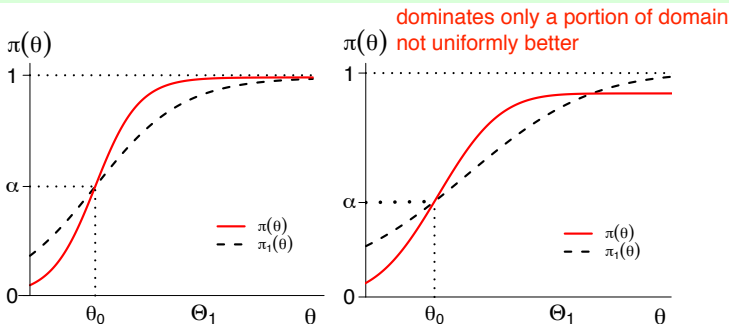 dominates only a portion of domain
not uniformly better
π(θ)
1
α
0
π(θ)
π₁(θ)
θ₀
Θ₁
θ
π(θ)
1
α
0
π(θ)
π₁(θ)
θ₀
Θ₁
θ